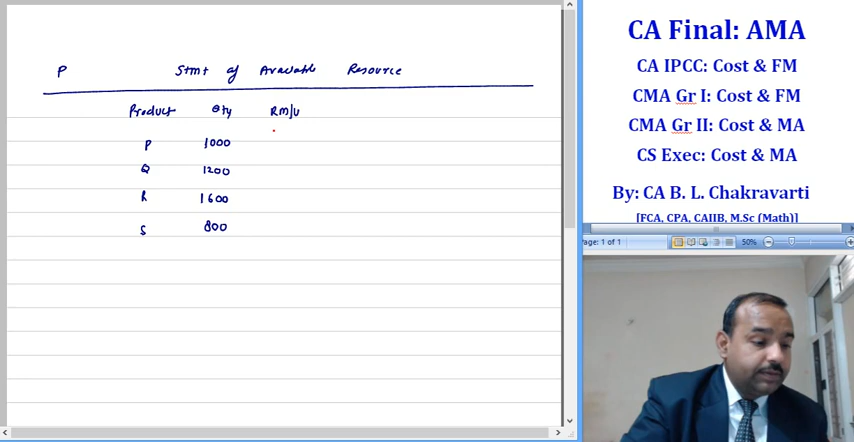 P Stmt of Available Resource
Product Qty RM/u
P 1000
Q 1200
R 1600
S 800
CA Final: AMA
CA IPCC: Cost & FM
CMA Gr I: Cost & FM
CMA Gr II: Cost & MA
CS Exec: Cost & MA
By: CA B. L. Chakravarti
[FCA, CPA, CAIIB, M.Sc (Math)]
age: 1 of 1 50%